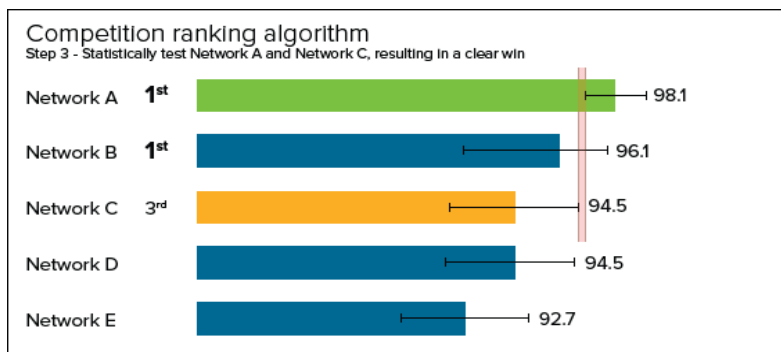 Competition ranking algorithm
Step 3 - Statistically test Network A and Network C, resulting in a clear win
Network A 1st 98.1
Network B 1st 96.1
Network C 3rd 94.5
Network D 94.5
Network E 92.7